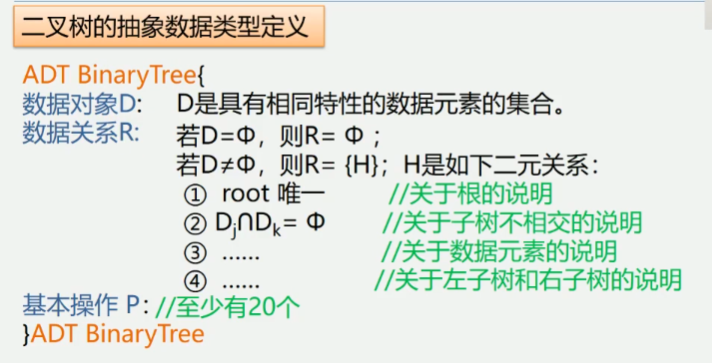 二叉树的抽象数据类型定义
ADT BinaryTree{
数据对象D: D是具有相同特性的数据元素的集合。
数据关系R: 若D=Φ，则R= Φ ；
若D≠Φ，则R= {H}；H是如下二元关系：
① root 唯一 //关于根的说明
② Dj∩Dk= Φ //关于子树不相交的说明
③ …… //关于数据元素的说明
④ …… //关于左子树和右子树的说明
基本操作 P: //至少有20个
}ADT BinaryTree